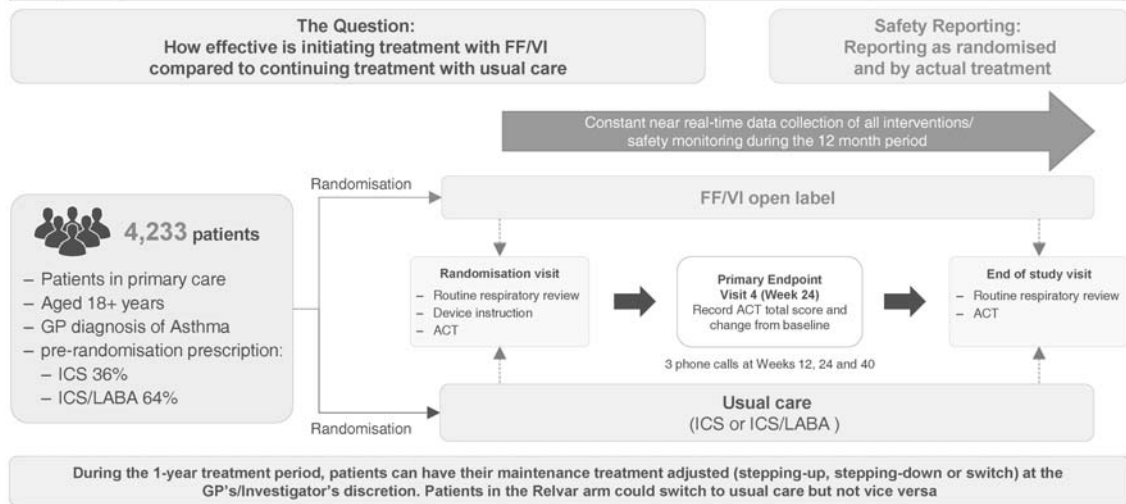 The Question:
How effective is initiating treatment with FF/VI
compared to continuing treatment with usual care
Safety Reporting:
Reporting as randomised
and by actual treatment
Constant near real-time data collection of all interventions/
safety monitoring during the 12 month period
Randomisation
FF/VI open label
4,233 patients
– Patients in primary care
– Aged 18+ years
– GP diagnosis of Asthma
– pre-randomisation prescription:
– ICS 36%
– ICS/LABA 64%
Randomisation visit
– Routine respiratory review
– Device instruction
– ACT
Primary Endpoint
Visit 4 (Week 24)
Record ACT total score and
change from baseline
3 phone calls at Weeks 12, 24 and 40
End of study visit
– Routine respiratory review
– ACT
Randomisation
Usual care
(ICS or ICS/LABA )
During the 1-year treatment period, patients can have their maintenance treatment adjusted (stepping-up, stepping-down or switch) at the
GP's/Investigator's discretion. Patients in the Relvar arm could switch to usual care but not vice versa